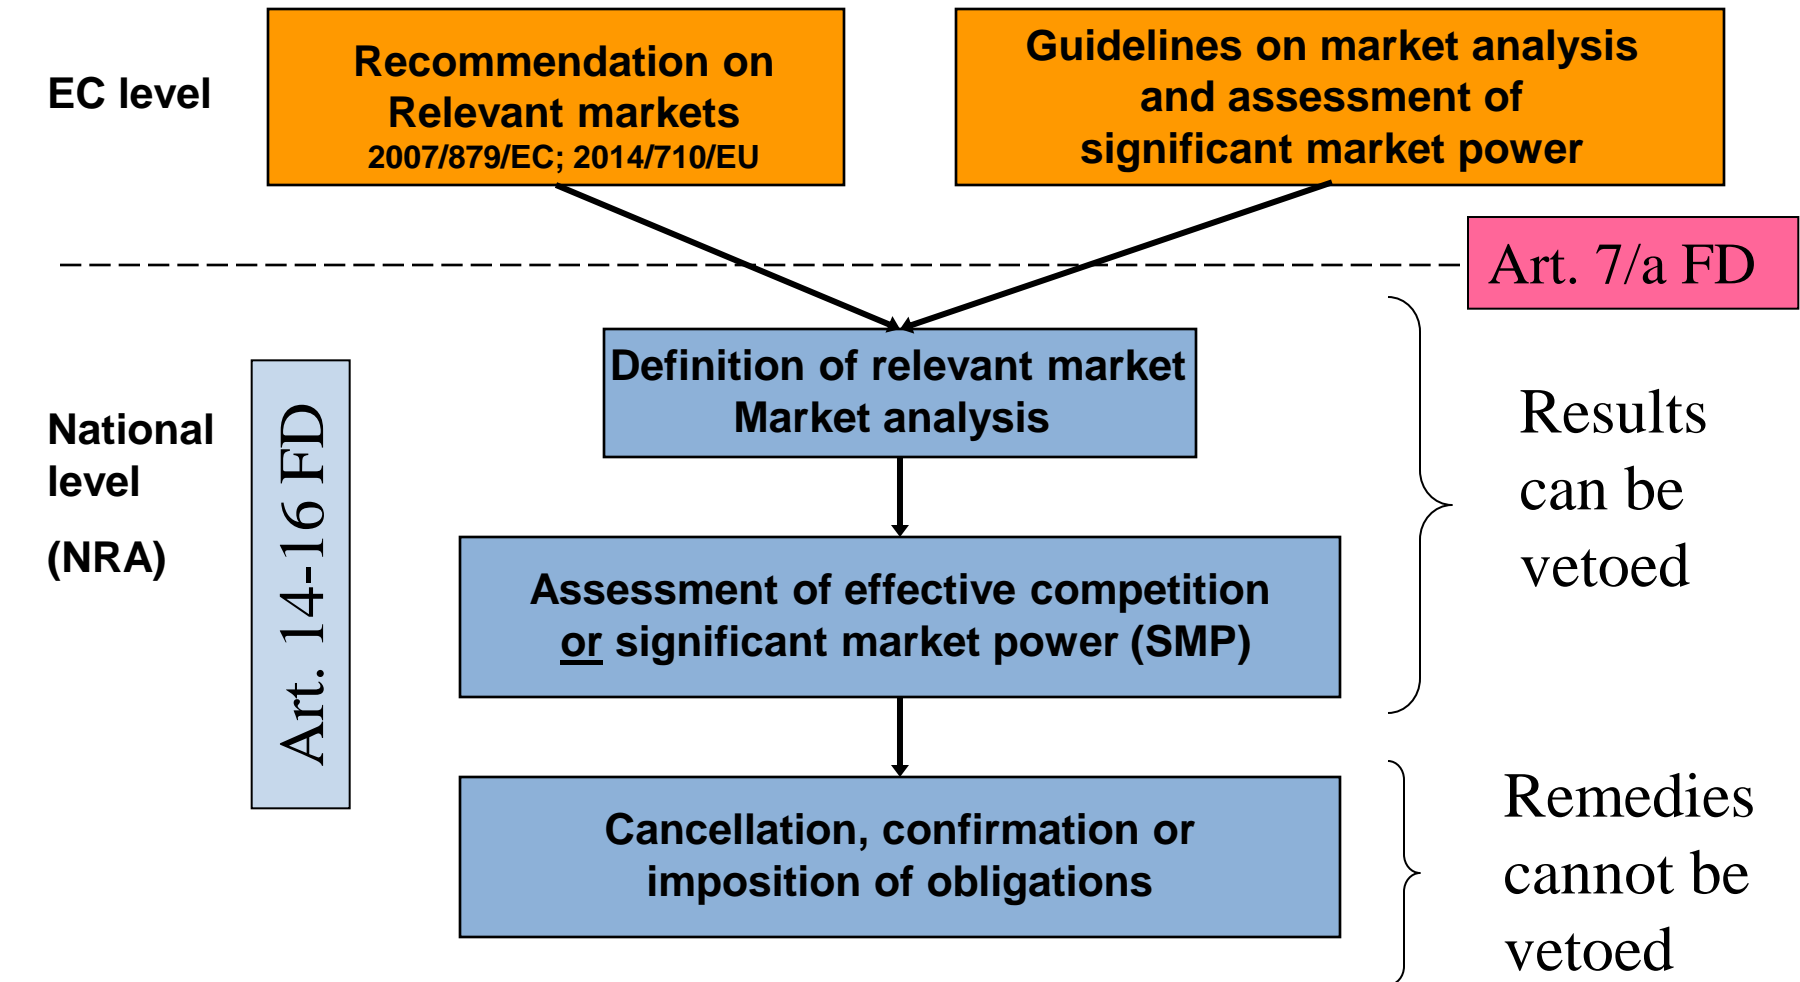 EC level
Recommendation on
Relevant markets
2007/879/EC; 2014/710/EU
Guidelines on market analysis
and assessment of
significant market power
Art. 7/a FD
National
level
(NRA)
Art. 14-16 FD
Definition of relevant market
Market analysis
Assessment of effective competition
or significant market power (SMP)
Cancellation, confirmation or
imposition of obligations
Results
can be
vetoed
Remedies
cannot be
vetoed